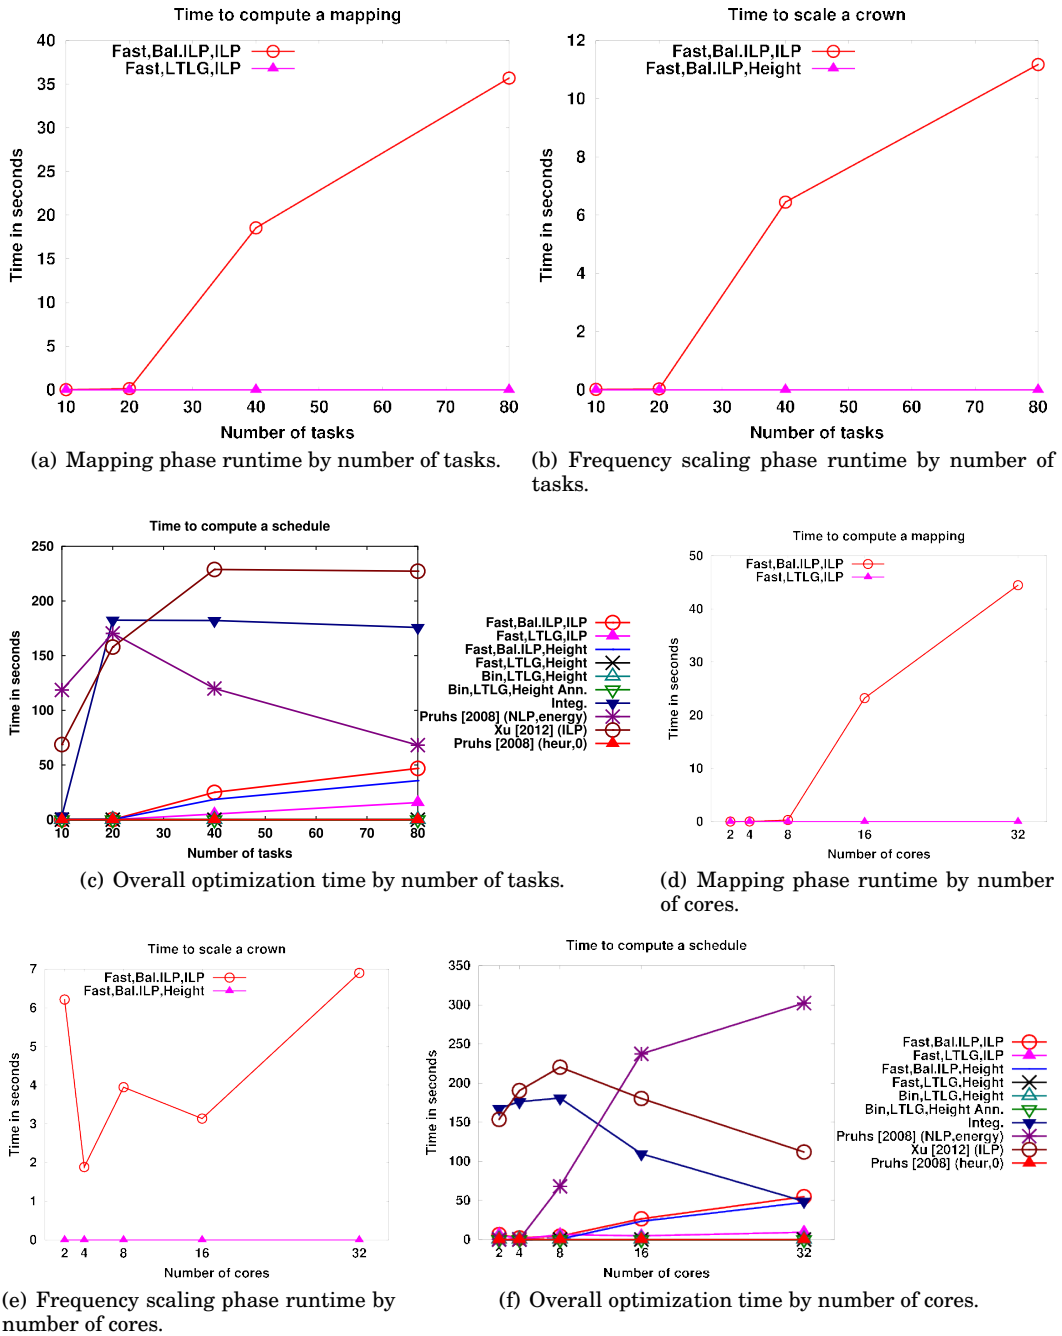 Time to compute a mapping
40
35
30
25
20
15
10
5
0
Time in seconds
Fast,Bal.ILP,ILP
Fast,LTLG,ILP
10 20 30 40 50 60 70 80
Number of tasks
(a) Mapping phase runtime by number of tasks.
Time to scale a crown
12
10
8
6
4
2
0
Time in seconds
Fast,Bal.ILP,ILP
Fast,Bal.ILP,Height
10 20 30 40 50 60 70 80
Number of tasks
(b) Frequency scaling phase runtime by number of
tasks.
Time to compute a schedule
250
200
150
100
50
0
Time in seconds
10 20 30 40 50 60 70 80
Number of tasks
Fast,Bal.ILP,ILP
Fast,LTLG,ILP
Fast,Bal.ILP,Height
Fast,LTLG,Height
Bin,LTLG,Height
Bin,LTLG,Height Ann.
Integ.
Pruhs [2008] (NLP,energy)
Xu [2012] (ILP)
Pruhs [2008] (heur,0)
(c) Overall optimization time by number of tasks.
Time to compute a mapping
50
40
30
20
10
0
Time in seconds
Fast,Bal.ILP,ILP
Fast,LTLG,ILP
2 4 8 16 32
Number of cores
(d) Mapping phase runtime by number
of cores.
Time to scale a crown
7
6
5
4
3
2
1
0
Time in seconds
Fast,Bal.ILP,ILP
Fast,Bal.ILP,Height
2 4 8 16 32
Number of cores
(e) Frequency scaling phase runtime by
number of cores.
Time to compute a schedule
350
300
250
200
150
100
50
0
Time in seconds
2 4 8 16 32
Number of cores
Fast,Bal.ILP,ILP
Fast,LTLG,ILP
Fast,Bal.ILP,Height
Fast,LTLG,Height
Bin,LTLG,Height
Bin,LTLG,Height Ann.
Integ.
Pruhs [2008] (NLP,energy)
Xu [2012] (ILP)
Pruhs [2008] (heur,0)
(f) Overall optimization time by number of cores.